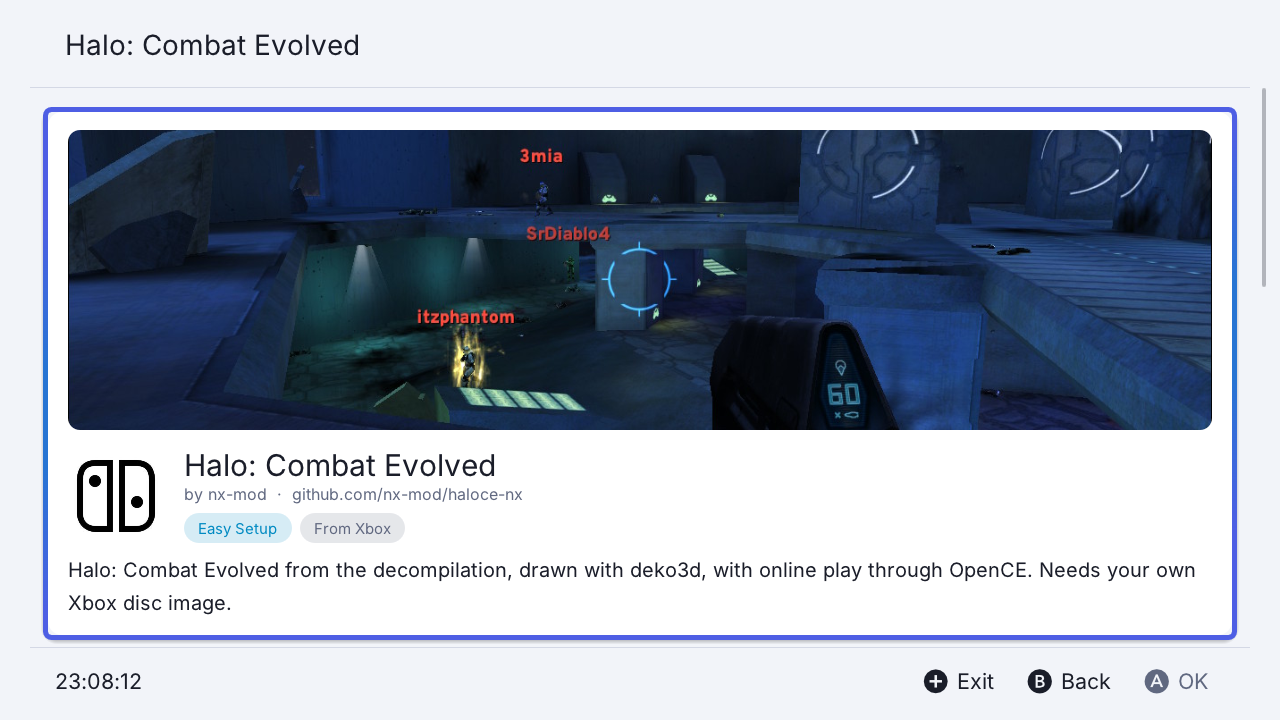 Halo: Combat Evolved
3mia
SrDiablo4
itzphantom
60
Halo: Combat Evolved
by nx-mod · github.com/nx-mod/haloce-nx
Easy Setup From Xbox
Halo: Combat Evolved from the decompilation, drawn with deko3d, with online play through OpenCE. Needs your own
Xbox disc image.
23:08:12 + Exit B Back A OK